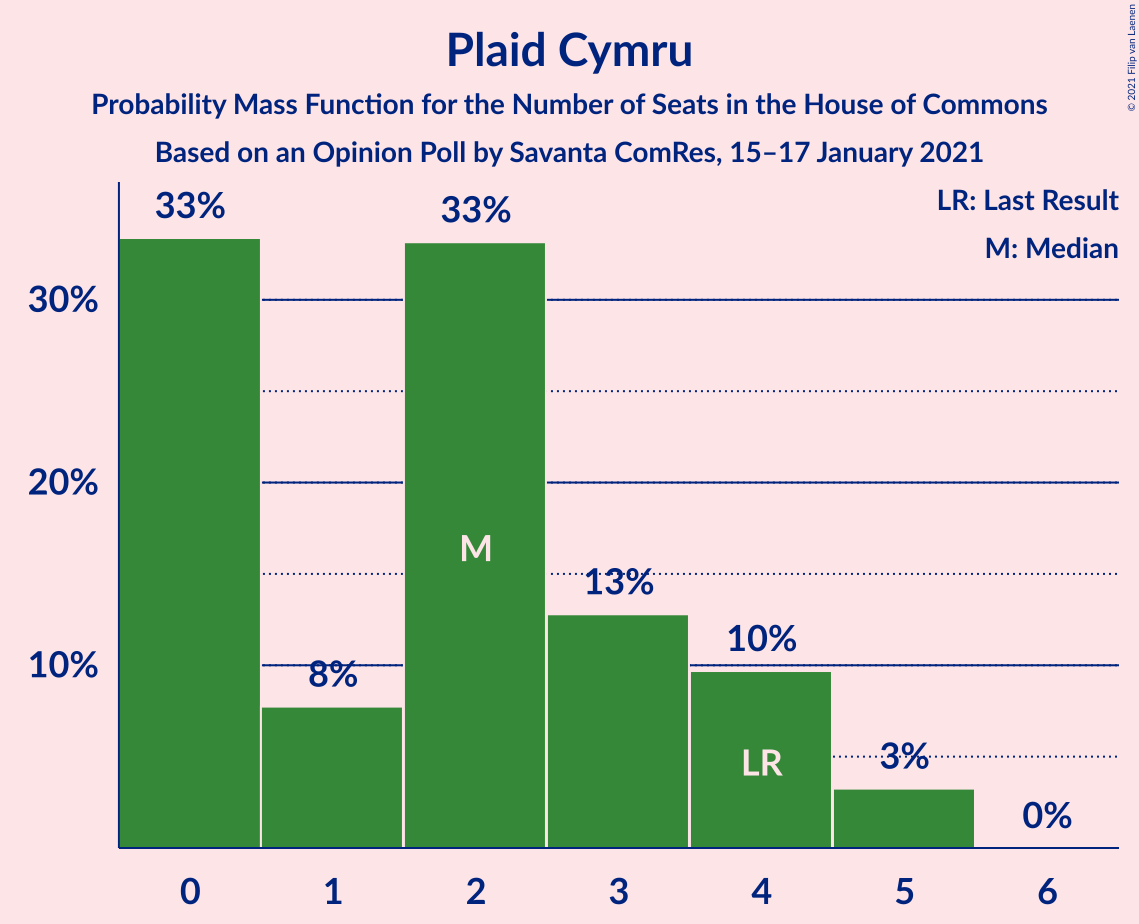 Plaid Cymru
Probability Mass Function for the Number of Seats in the House of Commons
Based on an Opinion Poll by Savanta ComRes, 15–17 January 2021
© 2021 Filip van Laenen
LR: Last Result
M: Median
33%
8%
33%
13%
10%
3%
0%
30%
20%
10%
M
LR
0
1
2
3
4
5
6